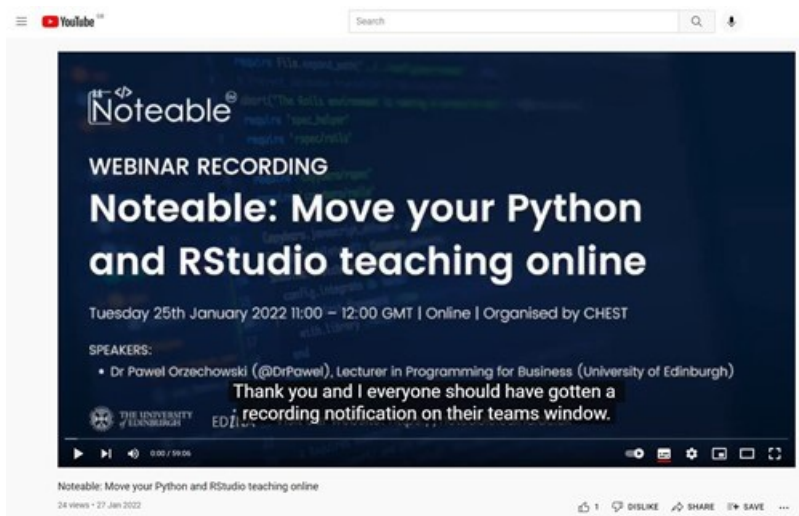 YouTube GB
Search
Noteable
WEBINAR RECORDING
Noteable: Move your Python
and RStudio teaching online
Tuesday 25th January 2022 11:00 – 12:00 GMT | Online | Organised by CHEST
SPEAKERS:
• Dr Pawel Orzechowski (@DrPawel), Lecturer in Programming for Business (University of Edinburgh)
Thank you and I everyone should have gotten a
recording notification on their teams window.
THE UNIVERSITY
of EDINBURGH
0:00 / 59:06
Noteable: Move your Python and RStudio teaching online
24 views • 27 Jan 2022
1 DISLIKE SHARE SAVE ...